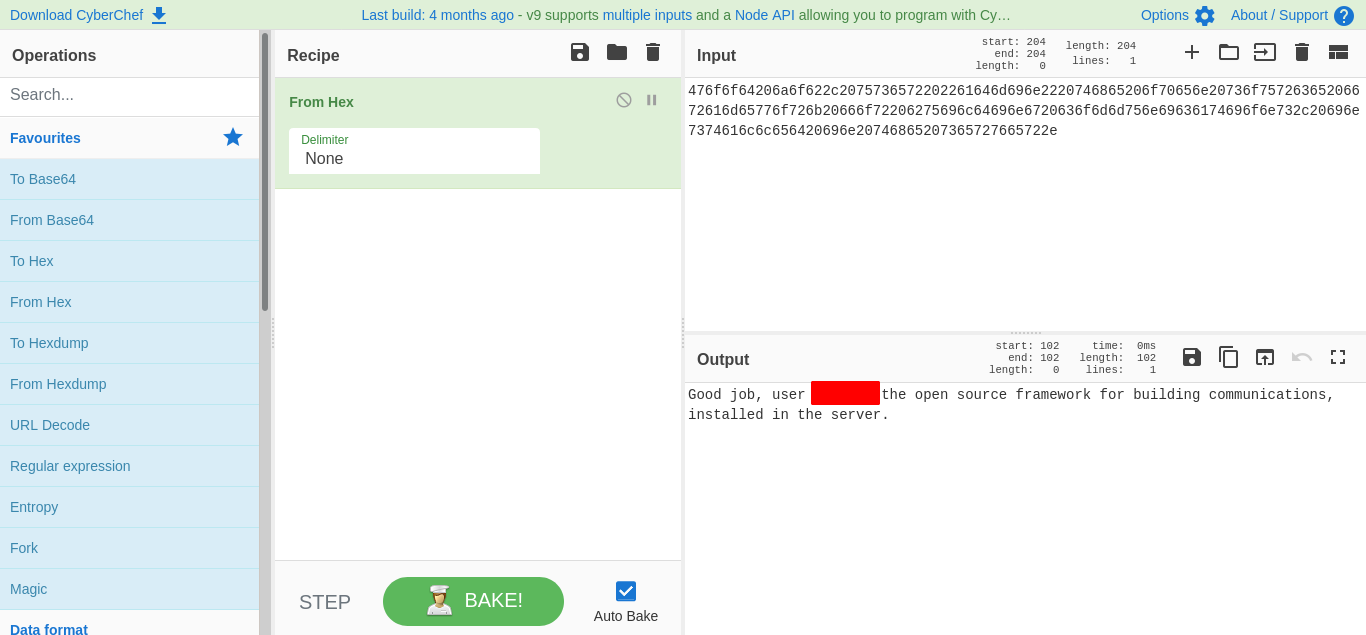 Download CyberChef
Last build: 4 months ago - v9 supports multiple inputs and a Node API allowing you to program with Cy…
Options
About / Support
Operations
Search...
Favourites
To Base64
From Base64
To Hex
From Hex
To Hexdump
From Hexdump
URL Decode
Regular expression
Entropy
Fork
Magic
Data format
Recipe
From Hex
Delimiter
None
STEP
BAKE!
Auto Bake
Input
start: 204
end: 204
length: 0
length: 204
lines: 1
476f6f64206a6f622c2075736572202261646d696e2220746865206f70656e20736f757263652066
72616d65776f726b20666f72206275696c64696e6720636f6d6d756e69636174696f6e732c20696e
7374616c6c656420696e20746865207365727665722e
Output
start: 102
end: 102
length: 0
time: 0ms
length: 102
lines: 1
Good job, user the open source framework for building communications,
installed in the server.